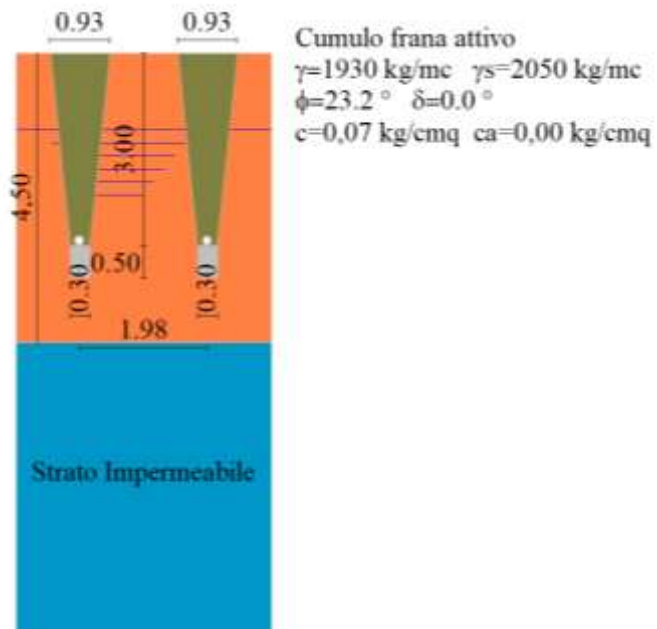 0.93 0.93
Cumulo frana attivo
γ=1930 kg/mc γs=2050 kg/mc
ϕ=23.2 ° δ=0.0 °
c=0,07 kg/cmq ca=0,00 kg/cmq
3.00
4,50
0.50
0.30 0.30
1.98
Strato Impermeabile